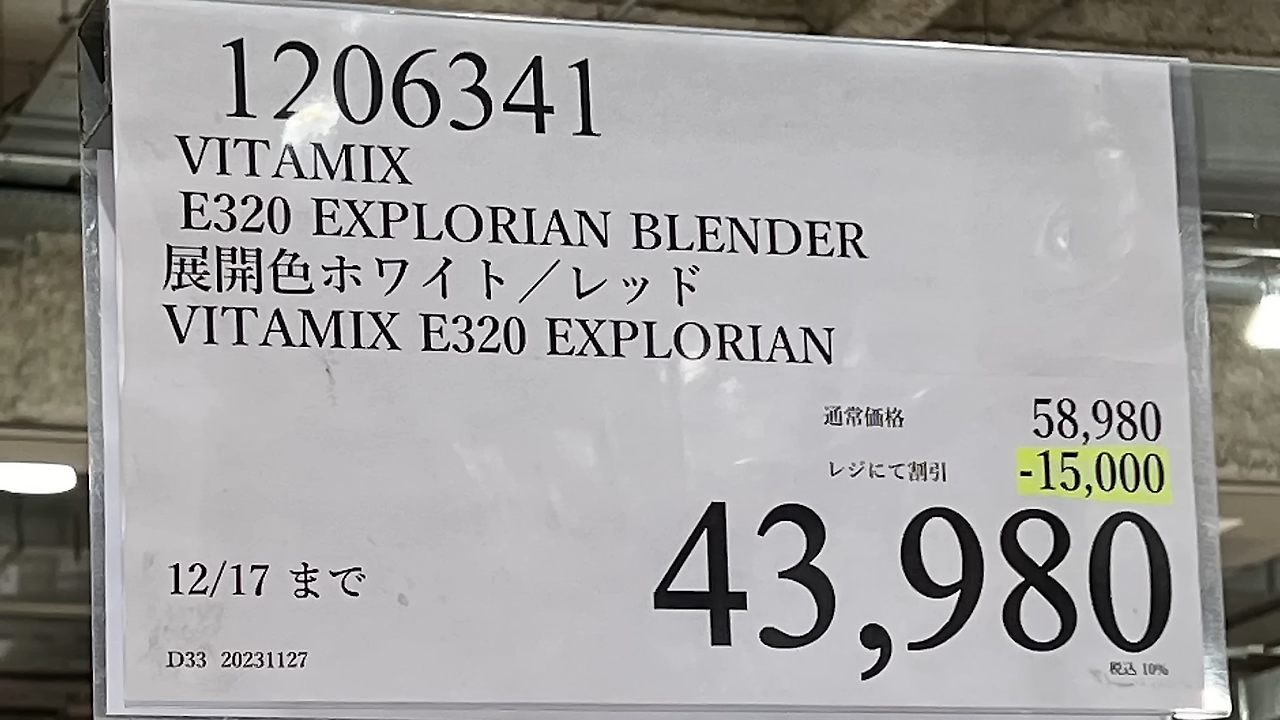 1206341
VITAMIX
E320 EXPLORIAN BLENDER
展開色ホワイト／レッド
VITAMIX E320 EXPLORIAN
通常価格 58,980
レジにて割引 -15,000
43,980
12/17 まで
税込 10%
D33 20231127